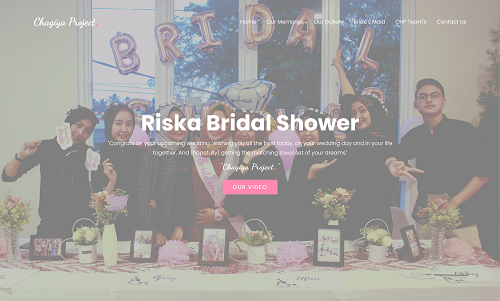 Chagiya Project
Home Our Memories Our Gallery Bride's Maid OHP Team's Contact Us
BRIDAL
Riska Bridal Shower
"Congrats on your upcoming wedding. Wishing you all the best today, on your wedding day and in your life
together. And (hopefully) getting the matching towel set of your dreams"
Chagiya Project
OUR VIDEO